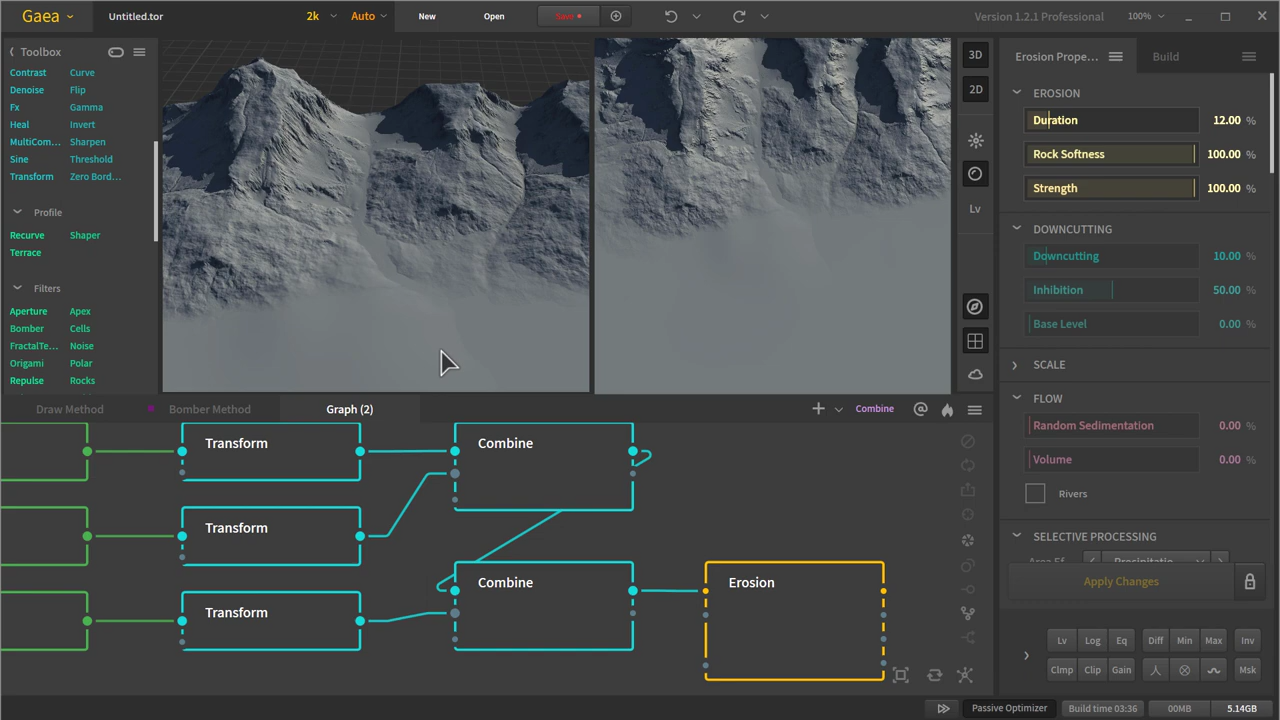 Gaea
Untitled.tor
2k
Auto
New
Open
Save
Version 1.2.1 Professional
100%
Toolbox
Contrast Curve
Denoise Flip
Fx Gamma
Heal Invert
MultiCom... Sharpen
Sine Threshold
Transform Zero Bord...
Profile
Recurve Shaper
Terrace
Filters
Aperture Apex
Bomber Cells
FractalTe... Noise
Origami Polar
Repulse Rocks
3D
2D
Lv
Erosion Prope...
Build
EROSION
Duration 12.00 %
Rock Softness 100.00 %
Strength 100.00 %
DOWNCUTTING
Downcutting 10.00 %
Inhibition 50.00 %
Base Level 0.00 %
SCALE
FLOW
Random Sedimentation 0.00 %
Volume 0.00 %
Rivers
SELECTIVE PROCESSING
Apply Changes
Lv Log Eq Diff Min Max Inv
Clmp Clip Gain Msk
Draw Method
Bomber Method
Graph (2)
Combine
Transform
Combine
Transform
Combine
Erosion
Transform
Passive Optimizer
Build time 03:36
00MB
5.14GB